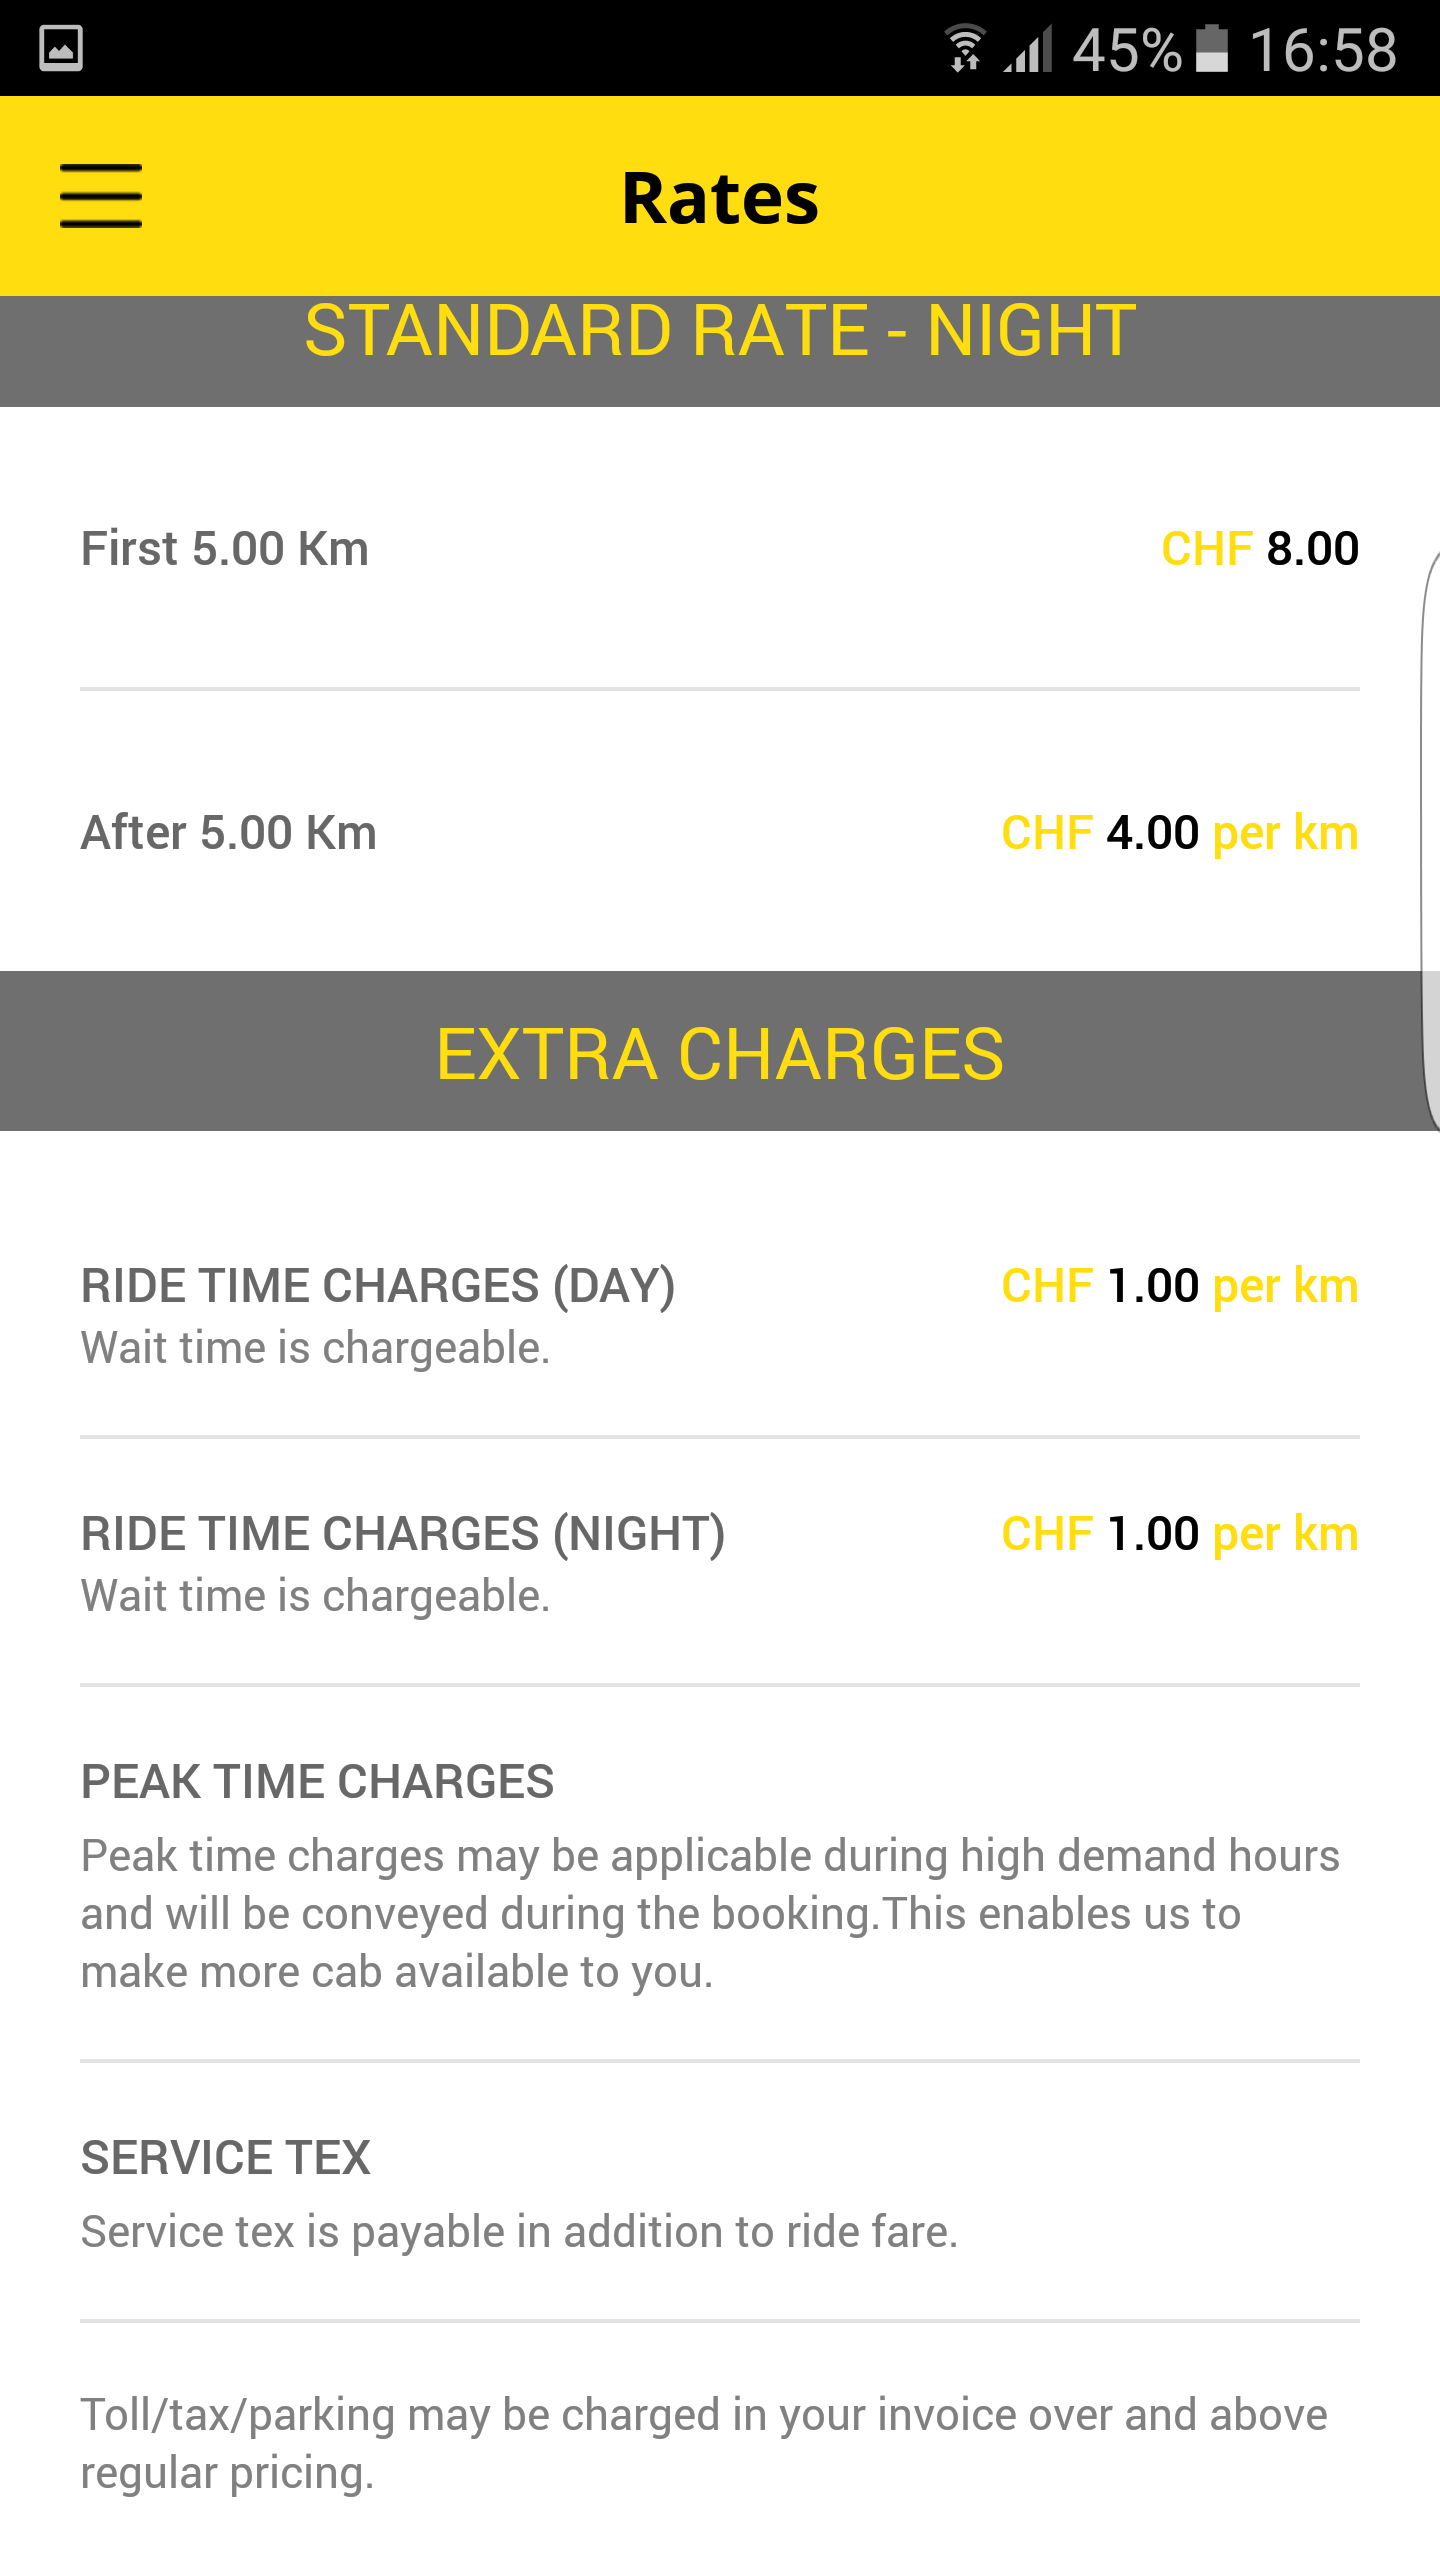 45% 16:58
Rates
STANDARD RATE - NIGHT
First 5.00 Km CHF 8.00
After 5.00 Km CHF 4.00 per km
EXTRA CHARGES
RIDE TIME CHARGES (DAY) CHF 1.00 per km
Wait time is chargeable.
RIDE TIME CHARGES (NIGHT) CHF 1.00 per km
Wait time is chargeable.
PEAK TIME CHARGES
Peak time charges may be applicable during high demand hours
and will be conveyed during the booking.This enables us to
make more cab available to you.
SERVICE TEX
Service tex is payable in addition to ride fare.
Toll/tax/parking may be charged in your invoice over and above
regular pricing.